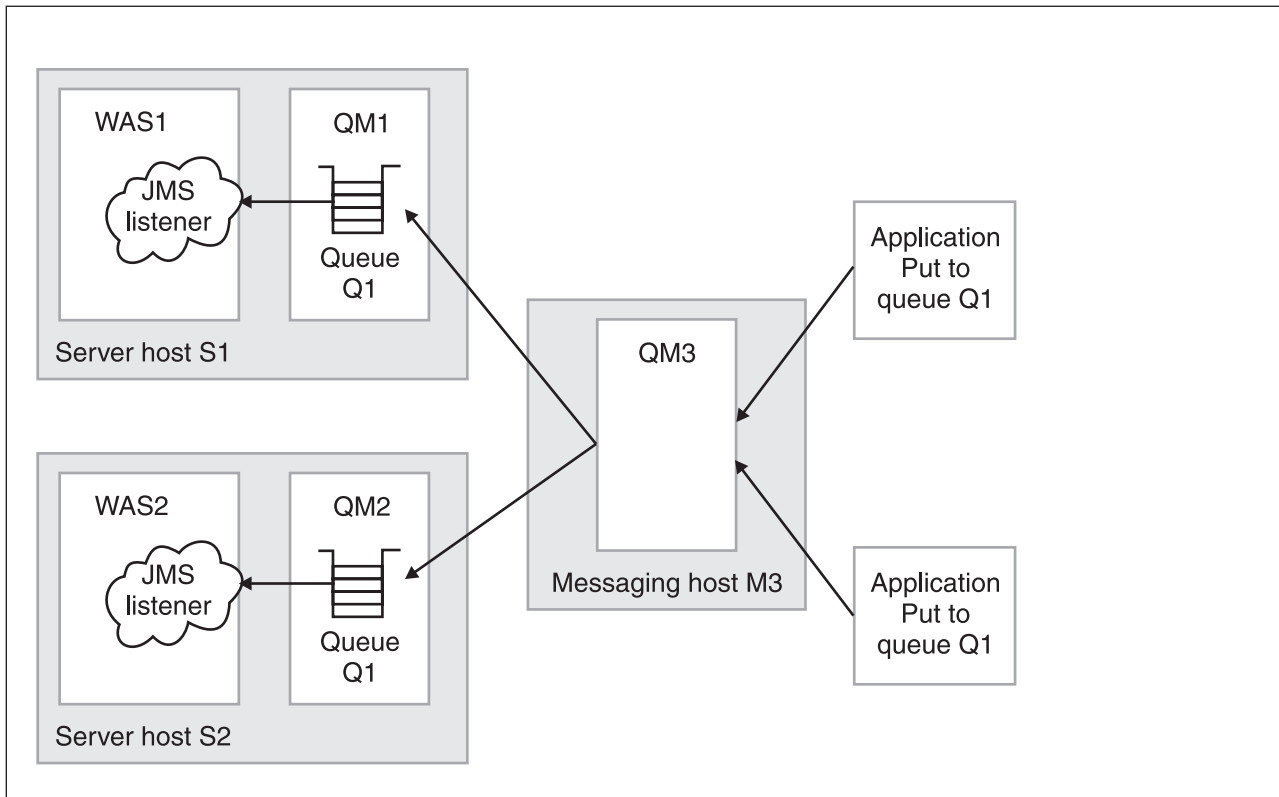 WAS1
JMS
listener
QM1
Queue
Q1
Server host S1
WAS2
JMS
listener
QM2
Queue
Q1
Server host S2
QM3
Messaging host M3
Application
Put to
queue Q1
Application
Put to
queue Q1